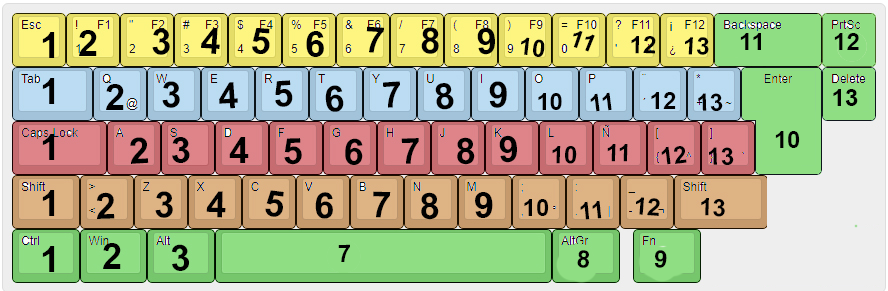 Esc 1 ! F1 1 2 " F2 2 3 # F3 3 4 $ F4 4 5 % F5 5 6 & F6 6 7 / F7 7 8 ( F8 8 9 ) F9 9 10 = F10 0 11 ? F11 ' 12 ¡ F12 ¿ 13 Backspace 11 PrtSc 12
Tab 1 Q @ 2 W 3 E 4 R 5 T 6 Y 7 U 8 I 9 O 10 P 11 ¨ 12 * ~ 13 Enter 10 Delete 13
Caps Lock 1 A 2 S 3 D 4 F 5 G 6 H 7 J 8 K 9 L 10 Ñ 11 [ { ^ 12 ] 13
Shift 1 > < 2 Z 3 X 4 C 5 V 6 B 7 N 8 M 9 ; , 10 : . 11 _ - 12 Shift 13
Ctrl 1 Win 2 Alt 3 7 AltGr 8 Fn 9